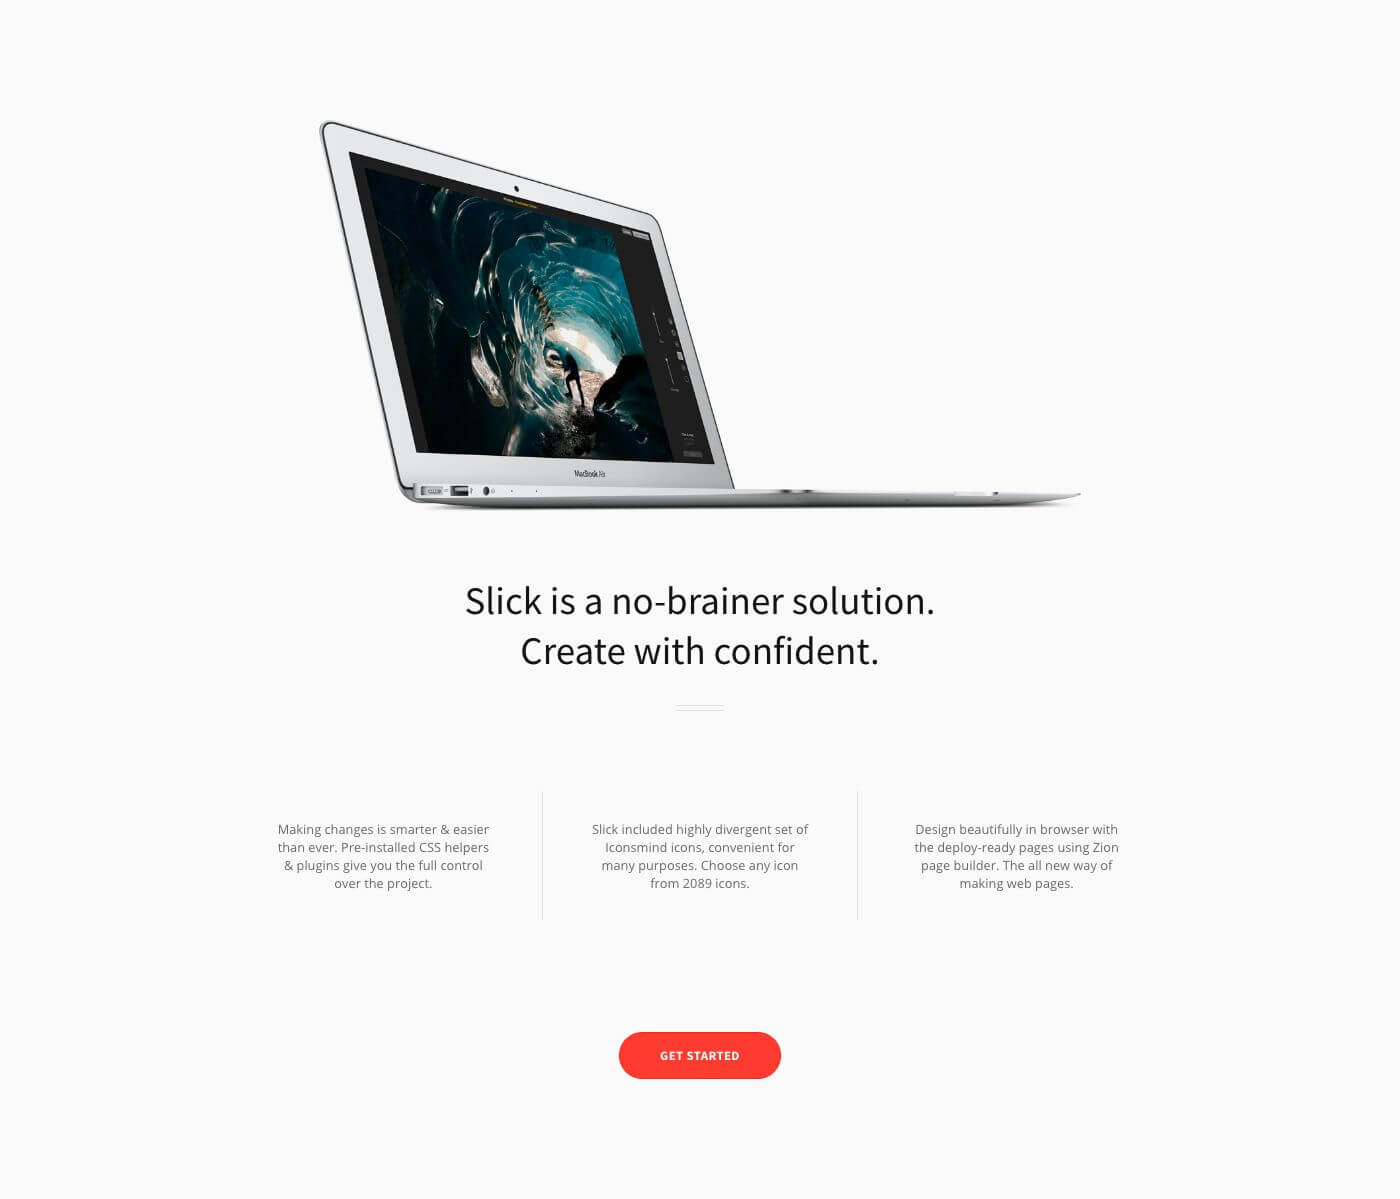 MacBook Air
Slick is a no-brainer solution.
Create with confident.
Making changes is smarter & easier
than ever. Pre-installed CSS helpers
& plugins give you the full control
over the project.
Slick included highly divergent set of
Iconsmind icons, convenient for
many purposes. Choose any icon
from 2089 icons.
Design beautifully in browser with
the deploy-ready pages using Zion
page builder. The all new way of
making web pages.
GET STARTED